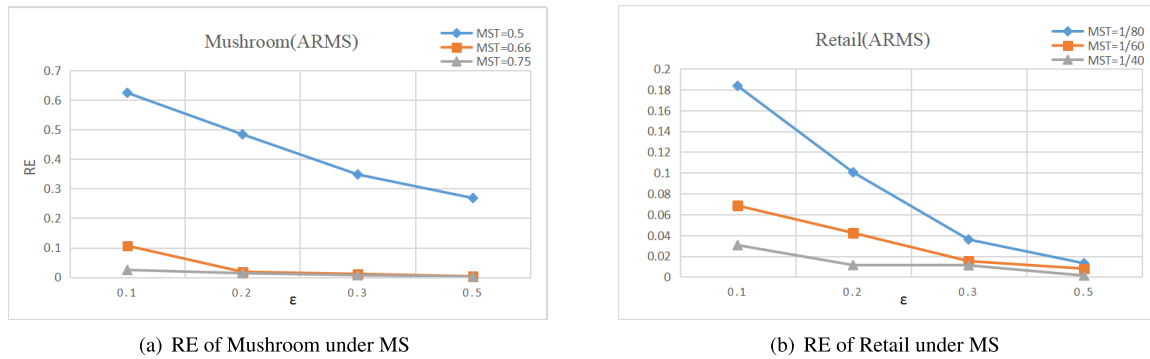 Mushroom(ARMS)
MST=0.5
MST=0.66
MST=0.75
0.7
0.6
0.5
0.4
0.3
0.2
0.1
0
RE
0.1
0.2
0.3
0.5
ε
(a) RE of Mushroom under MS
Retail(ARMS)
MST=1/80
MST=1/60
MST=1/40
0.2
0.18
0.16
0.14
0.12
0.1
0.08
0.06
0.04
0.02
0
0.1
0.2
0.3
0.5
ε
(b) RE of Retail under MS